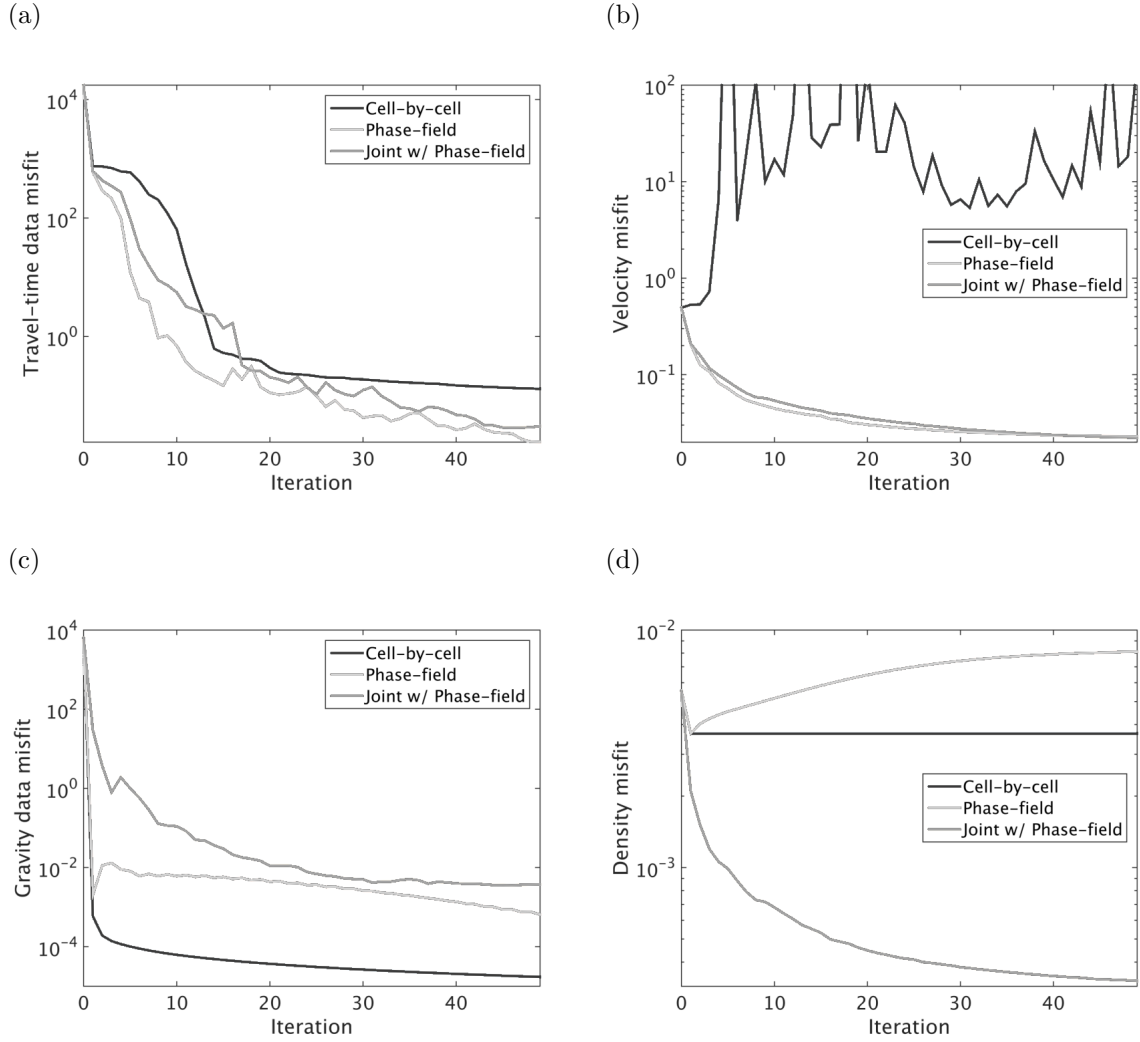 (a)
Travel-time data misfit
10^4
10^2
10^0
0
10
20
30
40
Iteration
Cell-by-cell
Phase-field
Joint w/ Phase-field
(b)
Velocity misfit
10^2
10^1
10^0
10^-1
0
10
20
30
40
Iteration
Cell-by-cell
Phase-field
Joint w/ Phase-field
(c)
Gravity data misfit
10^4
10^2
10^0
10^-2
10^-4
0
10
20
30
40
Iteration
Cell-by-cell
Phase-field
Joint w/ Phase-field
(d)
Density misfit
10^-2
10^-3
0
10
20
30
40
Iteration
Cell-by-cell
Phase-field
Joint w/ Phase-field